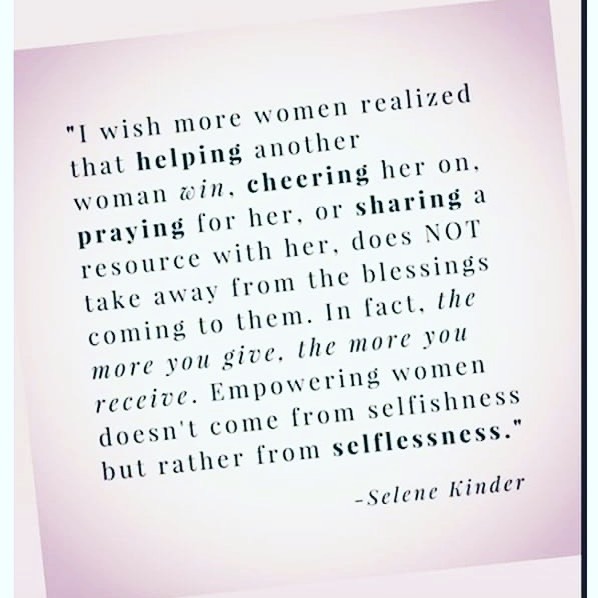 "I wish more women realized
that helping another
woman win, cheering her on,
praying for her, or sharing a
resource with her, does NOT
take away from the blessings
coming to them. In fact, the
more you give, the more you
receive. Empowering women
doesn't come from selfishness
but rather from selflessness."
-Selene Kinder